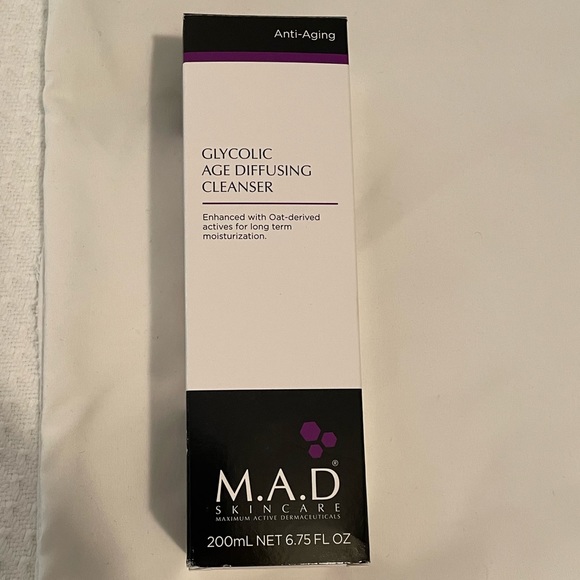 Anti-Aging
GLYCOLIC
AGE DIFFUSING
CLEANSER
Enhanced with Oat-derived
actives for long term
moisturization.
M.A.D®
SKINCARE
MAXIMUM ACTIVE DERMACEUTICALS
200mL NET 6.75 FL OZ